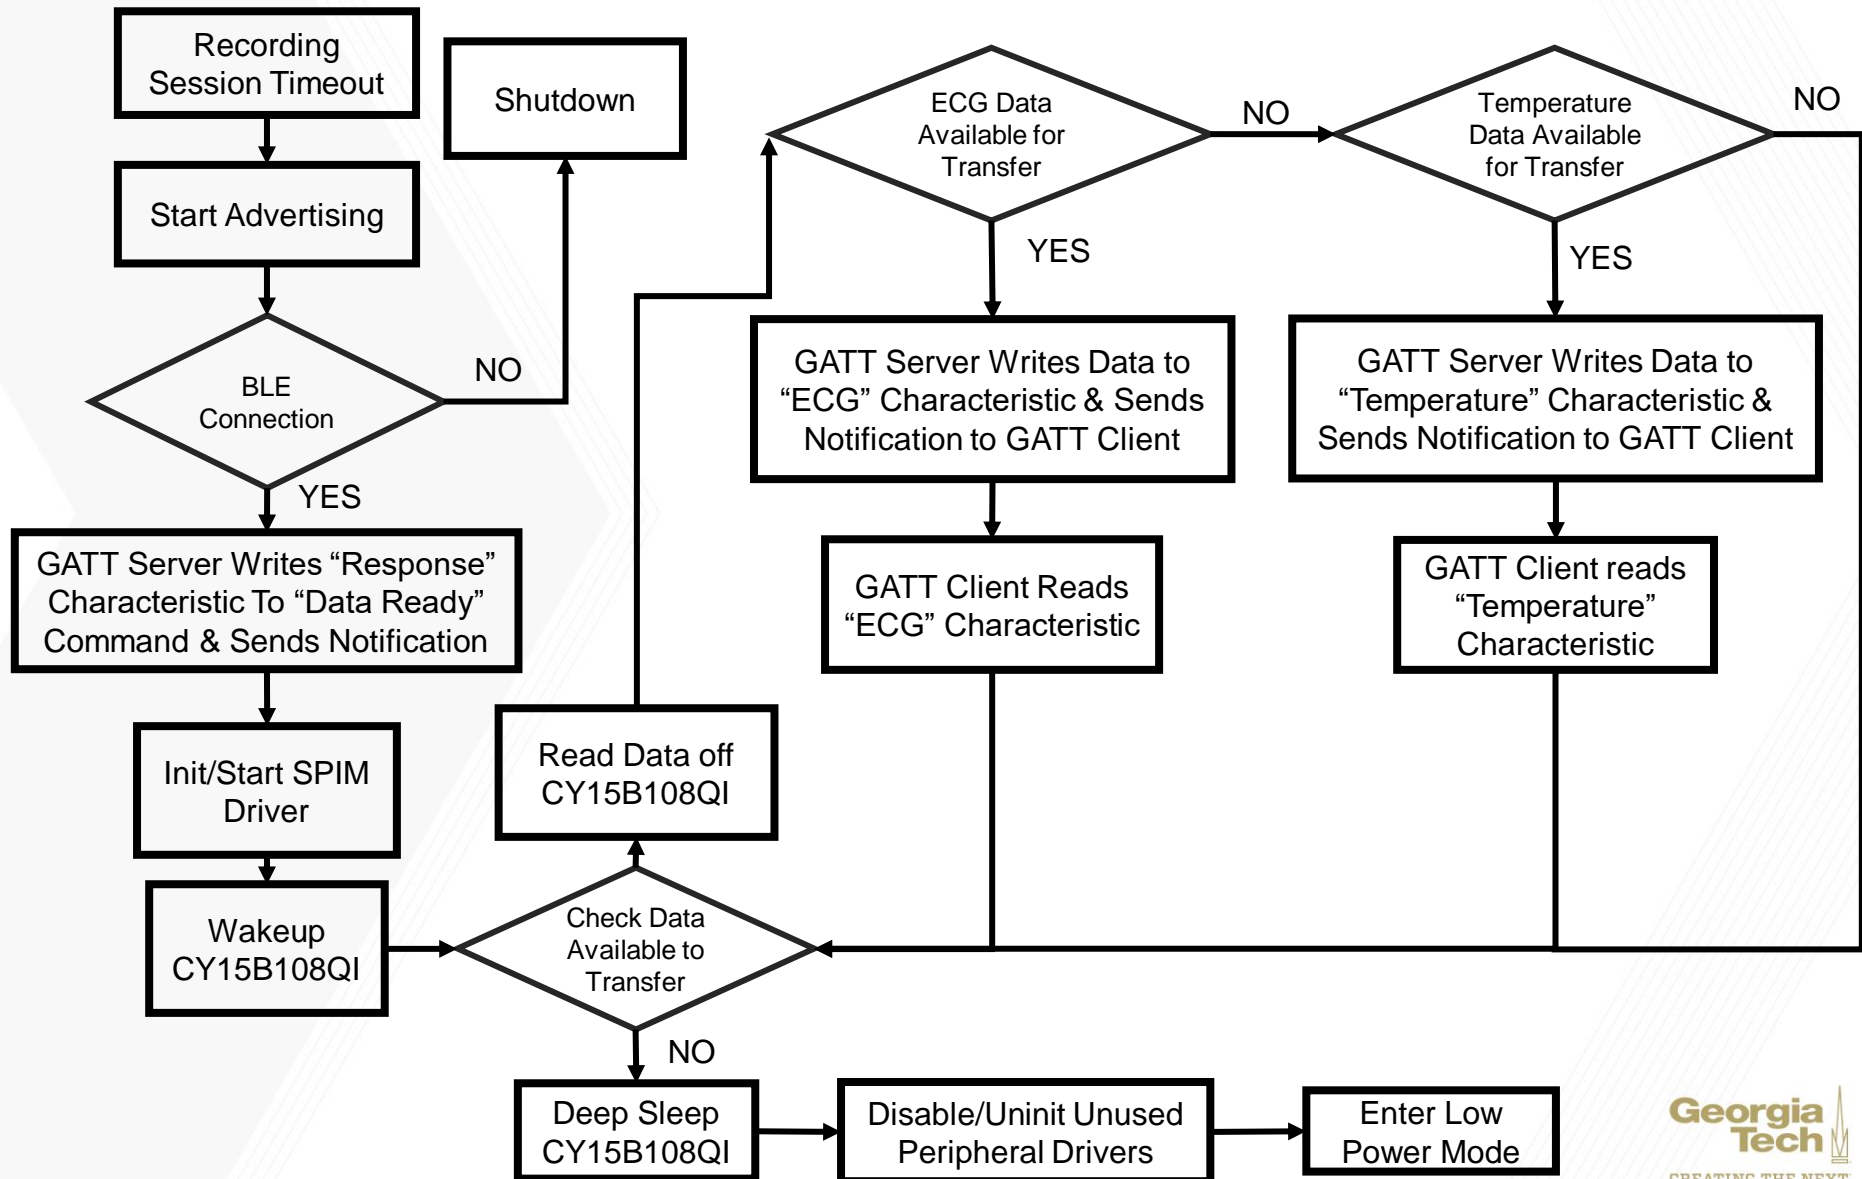 Recording
Session Timeout
Start Advertising
BLE
Connection
NO
Shutdown
YES
GATT Server Writes “Response”
Characteristic To “Data Ready”
Command & Sends Notification
Init/Start SPIM
Driver
Wakeup
CY15B108QI
Check Data
Available to
Transfer
Read Data off
CY15B108QI
ECG Data
Available for
Transfer
NO
YES
GATT Server Writes Data to
“ECG” Characteristic & Sends
Notification to GATT Client
GATT Client Reads
“ECG” Characteristic
Temperature
Data Available
for Transfer
NO
YES
GATT Server Writes Data to
“Temperature” Characteristic &
Sends Notification to GATT Client
GATT Client reads
“Temperature”
Characteristic
NO
Deep Sleep
CY15B108QI
Disable/Uninit Unused
Peripheral Drivers
Enter Low
Power Mode
Georgia
Tech
CREATING THE NEXT